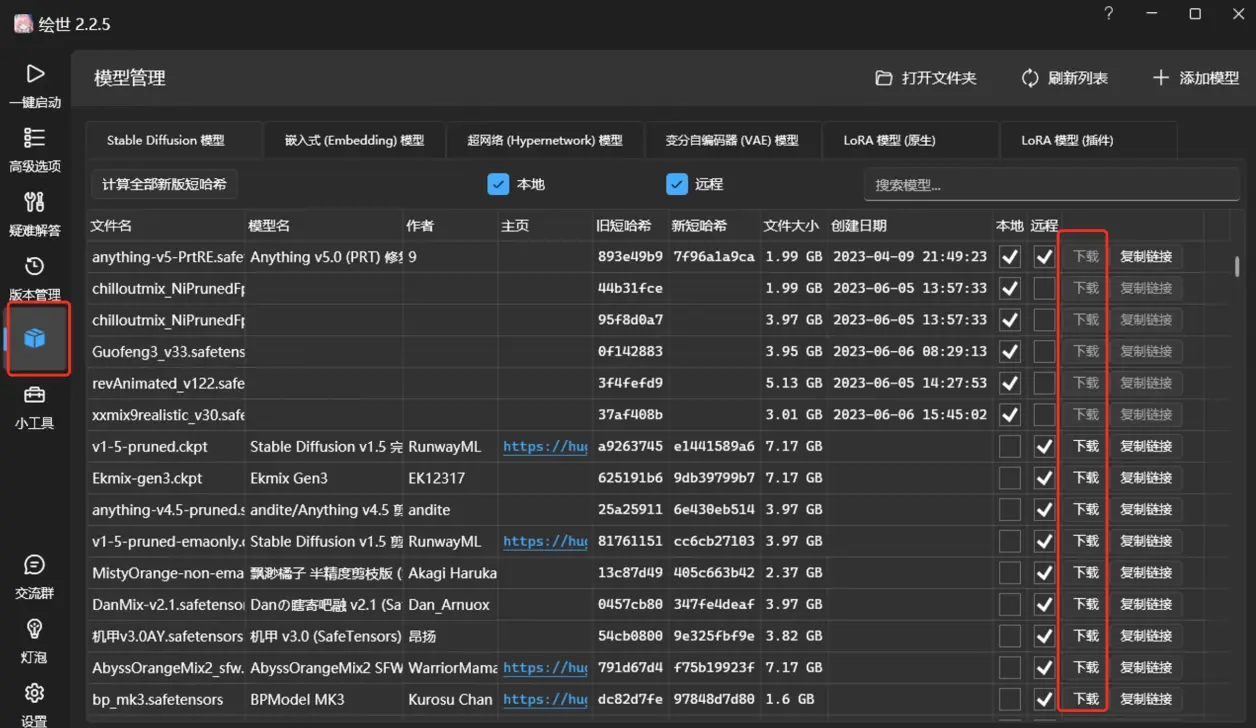 绘世 2.2.5
?
一键启动
高级选项
疑难解答
版本管理
小工具
交流群
灯泡
设置
模型管理 打开文件夹 刷新列表 添加模型
Stable Diffusion 模型 嵌入式 (Embedding) 模型 超网络 (Hypernetwork) 模型 变分自编码器 (VAE) 模型 LoRA 模型 (原生) LoRA 模型 (插件)
计算全部新版短哈希 本地 远程 搜索模型...
文件名 模型名 作者 主页 旧短哈希 新短哈希 文件大小 创建日期 本地 远程
anything-v5-PrtRE.safe Anything v5.0 (PRT) 修 9 893e49b9 7f96a1a9ca 1.99 GB 2023-04-09 21:49:23 下载 复制链接
chilloutmix_NiPrunedFp 44b31fce 1.99 GB 2023-06-05 13:57:33 下载 复制链接
chilloutmix_NiPrunedFp 95f8d0a7 3.97 GB 2023-06-05 13:57:33 下载 复制链接
Guofeng3_v33.safetens 0f142883 3.95 GB 2023-06-06 08:29:13 下载 复制链接
revAnimated_v122.safe 3f4fefd9 5.13 GB 2023-06-05 14:27:53 下载 复制链接
xxmix9realistic_v30.safe 37af408b 3.01 GB 2023-06-06 15:45:02 下载 复制链接
v1-5-pruned.ckpt Stable Diffusion v1.5 完 RunwayML https://hug a9263745 e1441589a6 7.17 GB 下载 复制链接
Ekmix-gen3.ckpt Ekmix Gen3 EK12317 625191b6 9db39799b7 7.17 GB 下载 复制链接
anything-v4.5-pruned.s andite/Anything v4.5 剪 andite 25a25911 6e430eb514 3.97 GB 下载 复制链接
v1-5-pruned-emaonly.c Stable Diffusion v1.5 剪 RunwayML https://hug 81761151 cc6cb27103 3.97 GB 下载 复制链接
MistyOrange-non-ema 飘渺橘子 半精度剪枝版 ( Akagi Haruka 13c87d49 405c663b42 2.37 GB 下载 复制链接
DanMix-v2.1.safetensor Danの瞎害吧融 v2.1 (Sa Dan_Arnuox 0457cb80 347fe4deaf 3.97 GB 下载 复制链接
机甲v3.0AY.safetensors 机甲 v3.0 (SafeTensors) 昂扬 54cb0800 9e325fbf9e 3.82 GB 下载 复制链接
AbyssOrangeMix2_sfw. AbyssOrangeMix2 SFW WarriorMama https://hug 791d67d4 f75b19923f 7.17 GB 下载 复制链接
bp_mk3.safetensors BPModel MK3 Kurosu Chan https://hug dc82d7fe 97848d7d80 1.6 GB 下载 复制链接